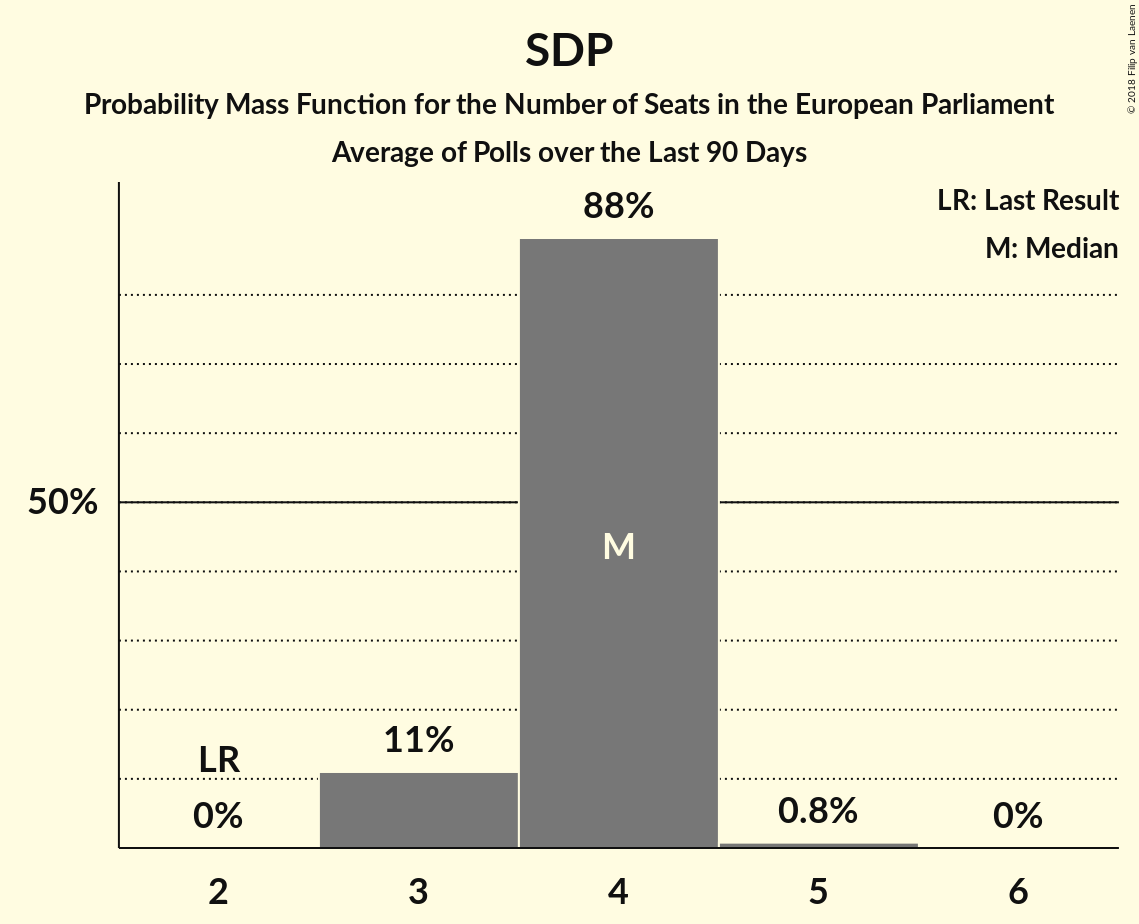 SDP
Probability Mass Function for the Number of Seats in the European Parliament
Average of Polls over the Last 90 Days
© 2018 Filip van Laenen
LR: Last Result
M: Median
88%
50%
M
11%
LR
0%
0.8%
0%
2 3 4 5 6